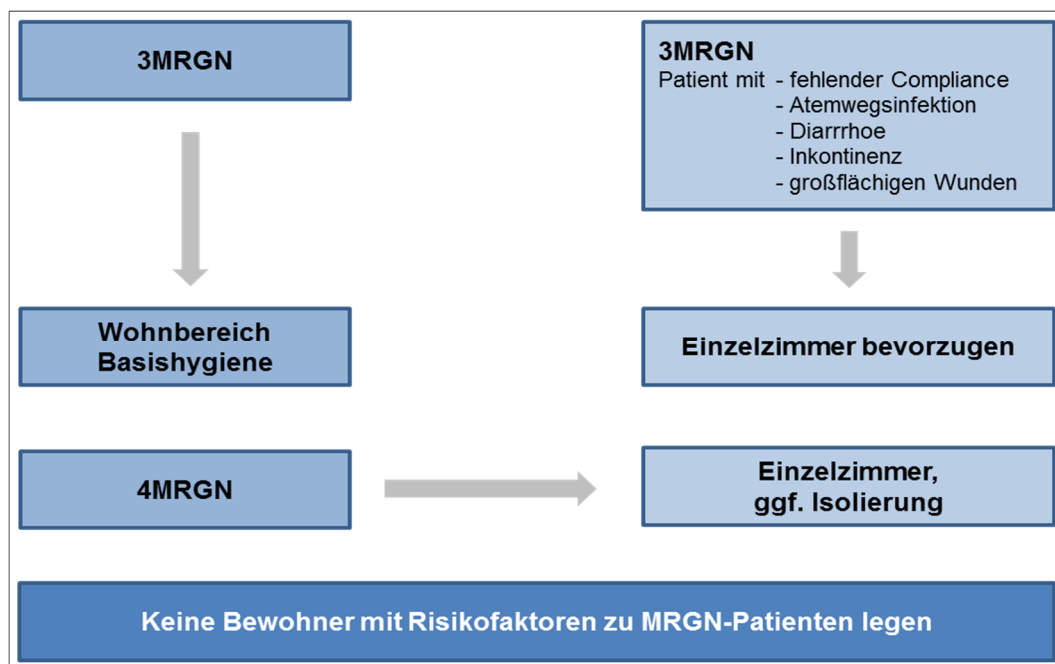 3MRGN
3MRGN
Patient mit - fehlender Compliance
- Atemwegsinfektion
- Diarrrhoe
- Inkontinenz
- großflächigen Wunden
Wohnbereich
Basishygiene
Einzelzimmer bevorzugen
4MRGN
Einzelzimmer,
ggf. Isolierung
Keine Bewohner mit Risikofaktoren zu MRGN-Patienten legen